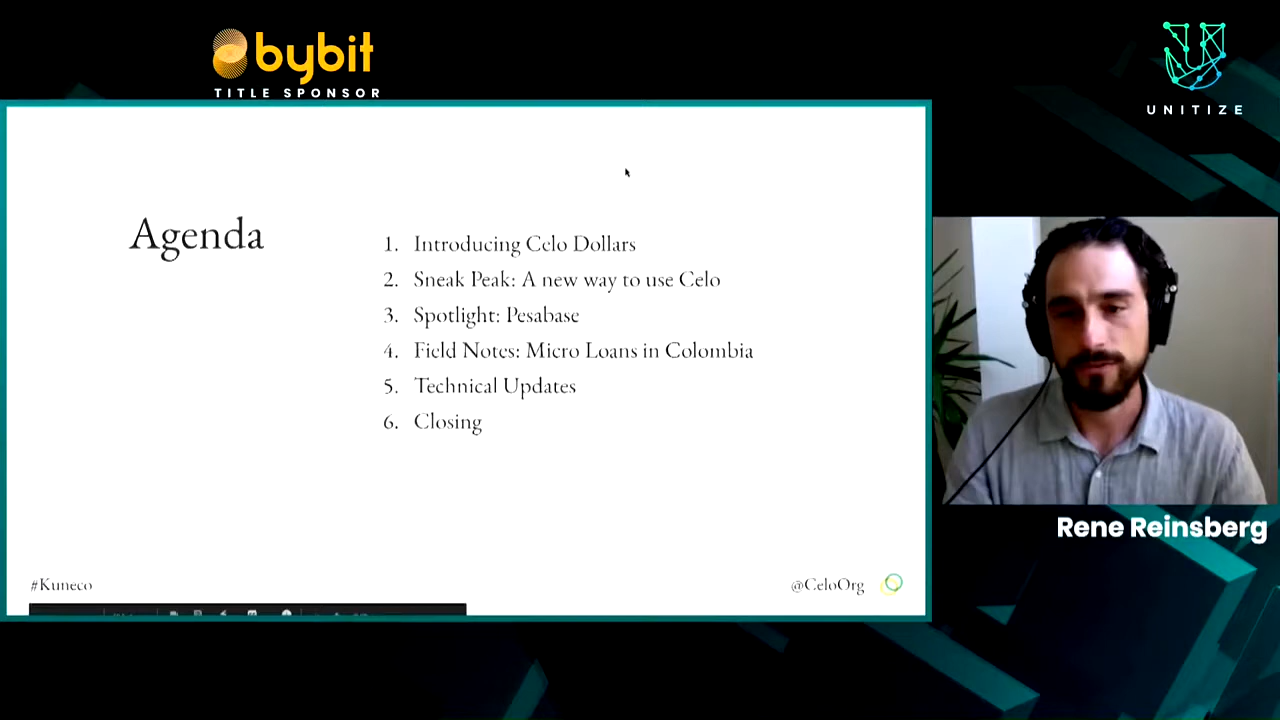 bybit
TITLE SPONSOR
UNITIZE
Agenda
1. Introducing Celo Dollars
2. Sneak Peak: A new way to use Celo
3. Spotlight: Pesabase
4. Field Notes: Micro Loans in Colombia
5. Technical Updates
6. Closing
Rene Reinsberg
#Kuneco
@CeloOrg